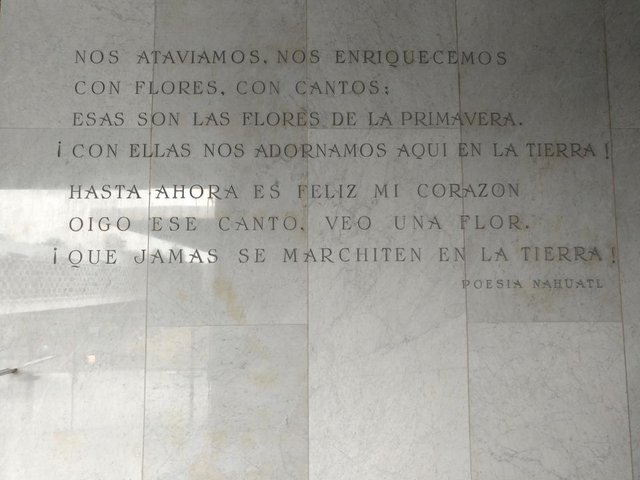 NOS ATAVIAMOS, NOS ENRIQUECEMOS
CON FLORES, CON CANTOS;
ESAS SON LAS FLORES DE LA PRIMAVERA.
¡CON ELLAS NOS ADORNAMOS AQUI EN LA TIERRA!
HASTA AHORA ES FELIZ MI CORAZON
OIGO ESE CANTO, VEO UNA FLOR.
¡QUE JAMAS SE MARCHITEN EN LA TIERRA!
POESIA NAHUATL